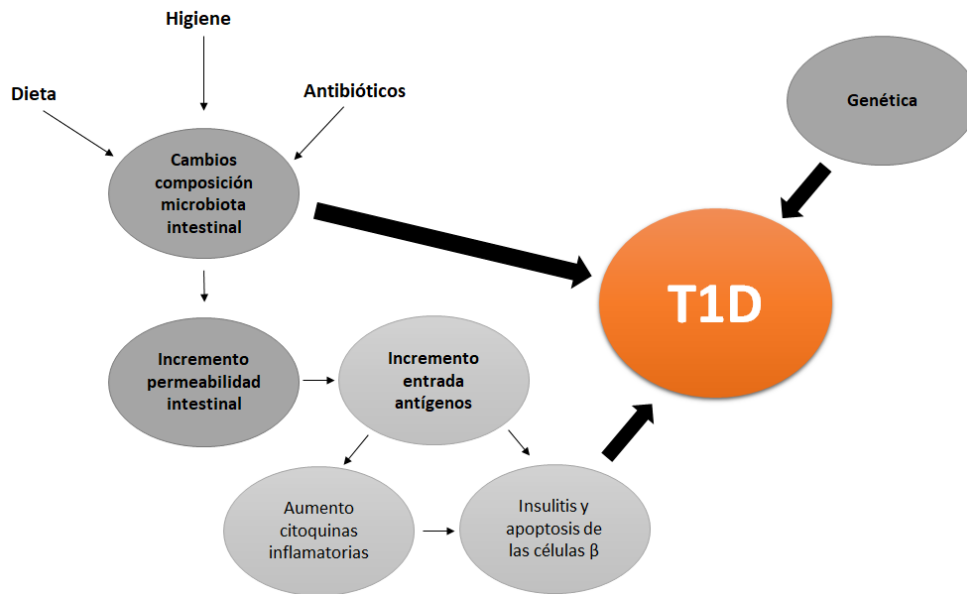 Higiene
Dieta
Antibióticos
Genética
Cambios
composición
microbiota
intestinal
T1D
Incremento
permeabilidad
intestinal
Incremento
entrada
antígenos
Aumento
citoquinas
inflamatorias
Insulitis y
apoptosis de
las células β